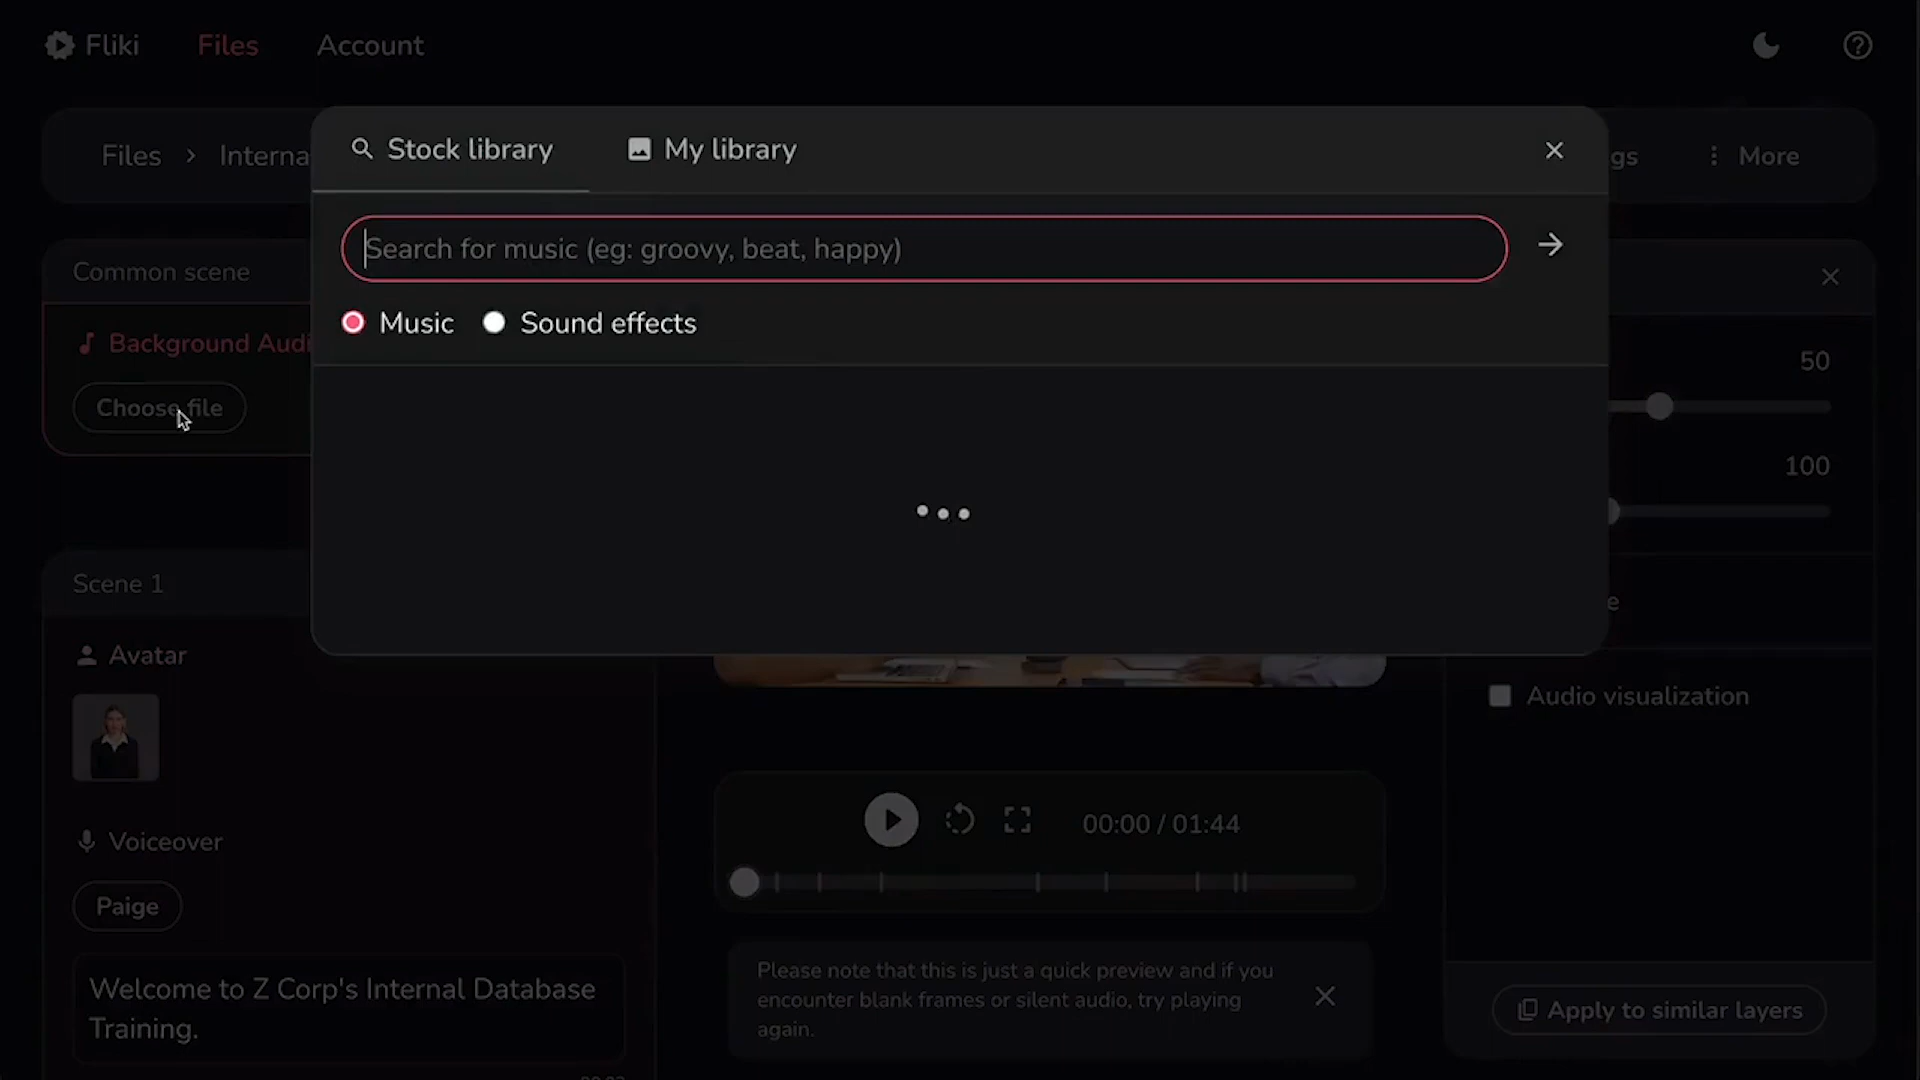 Fliki Files Account
Files > Interna
gs More
Stock library My library
Search for music (eg: groovy, beat, happy)
Music Sound effects
Common scene
Background Audi
Choose file
50
100
e
Scene 1
Avatar
Voiceover
Paige
Welcome to Z Corp's Internal Database
Training.
00:00 / 01:44
Please note that this is just a quick preview and if you
encounter blank frames or silent audio, try playing
again.
Audio visualization
Apply to similar layers